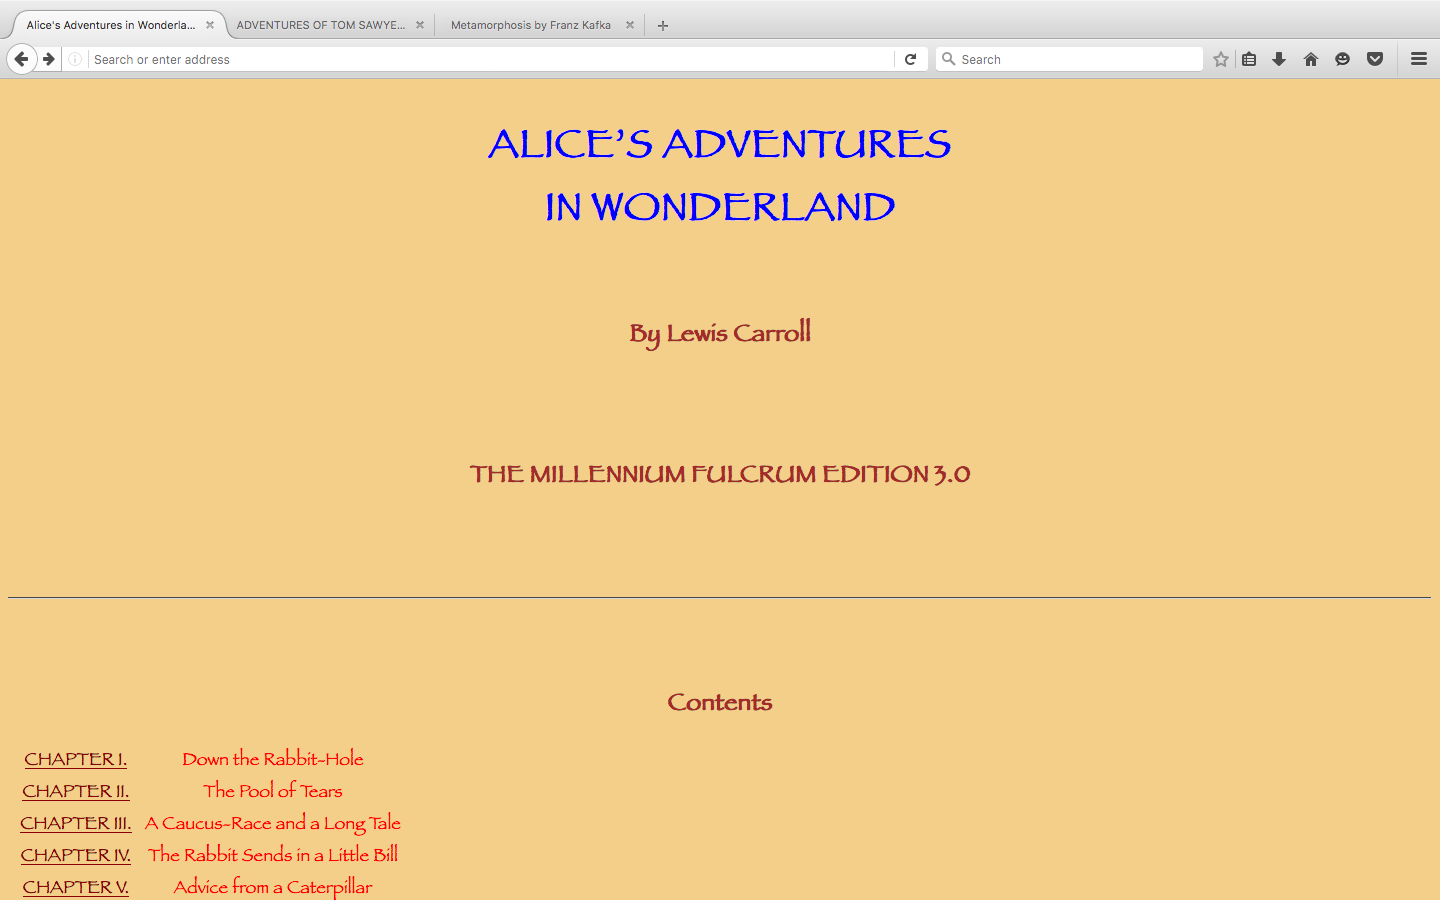 Alice's Adventures in Wonderla...
ADVENTURES OF TOM SAWYE...
Metamorphosis by Franz Kafka
Search or enter address
Search
ALICE’S ADVENTURES
IN WONDERLAND
By Lewis Carroll
THE MILLENNIUM FULCRUM EDITION 3.0
Contents
CHAPTER I. Down the Rabbit-Hole
CHAPTER II. The Pool of Tears
CHAPTER III. A Caucus-Race and a Long Tale
CHAPTER IV. The Rabbit Sends in a Little Bill
CHAPTER V. Advice from a Caterpillar